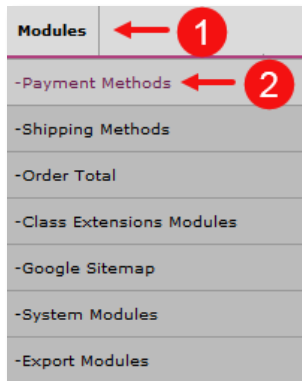 Modules 1
-Payment Methods 2
-Shipping Methods
-Order Total
-Class Extensions Modules
-Google Sitemap
-System Modules
-Export Modules